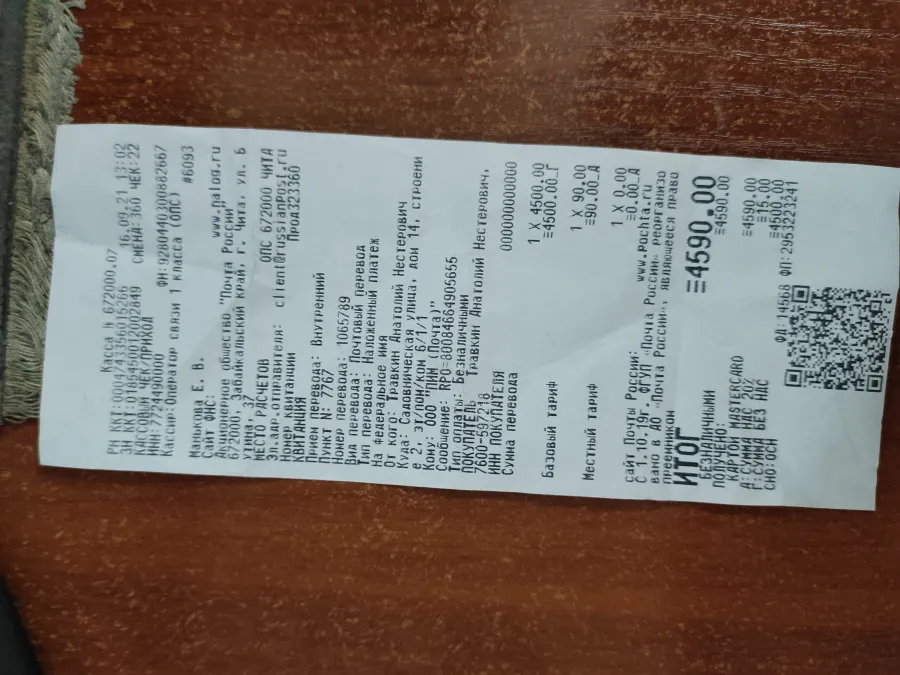 Касса N 672000.07
РН ККТ:0004743356015266 16.09.21 13:02
ЗН ККТ:0185490012002849 СМЕНА:360 ЧЕК:22
КАССОВЫЙ ЧЕК/ПРИХОД
ИНН:7724490000 ФН:9280440300882667
Кассир:Оператор связи 1 класса (ОПС)
Манькова Е. В. #6093
Сайт ФНС: www.nalog.ru
Акционерное общество "Почта России"
672000, Забайкальский край, г. Чита, ул. Б
утина, 37
МЕСТО РАСЧЕТОВ ОПС 672000 ЧИТА
Эл.адр.отправителя: client@russianPost.ru
Номер квитанции Прод323360
КВИТАНЦИЯ
Примен перевода: Внутренний
Пункт N: 7767
Номер перевода: 1065789
Вид перевода: Почтовый перевод
Тип перевода: Наложенный платеж
На федеральное имя
От кого: Травкин Анатолий Нестерович
Куда: Садовническая улица, дом 14, строени
е 2, эт/пом/ком 6/1/1
Кому: ООО "ПИМ (Почта)"
Сообщение: RPO-80084664905655
Тип оплаты: Безналичными
ПОКУПАТЕЛЬ Травкин Анатолий Нестерович,
7600-597218
ИНН ПОКУПАТЕЛЯ 000000000000
Сумма перевода
1 X 4500.00
≡4500.00_Г
Базовый тариф
1 X 90.00
≡90.00_А
Местный тариф
1 X 0.00
≡0.00_А
сайт Почты России: www.pochta.ru
С 1.10.19г. ФГУП «Почта России» реорганизо
вано в АО «Почта России», являющееся право
преемником
ИТОГ ≡4590.00
БЕЗНАЛИЧНЫМИ ≡4590.00
ПОЛУЧЕНО:
КАРТОЙ MASTERCARD ≡4590.00
А:СУММА НДС 20% ≡15.00
Г:СУММА БЕЗ НДС ≡4500.00
СНО:ОСН ФД:14568 ФП:2953223241